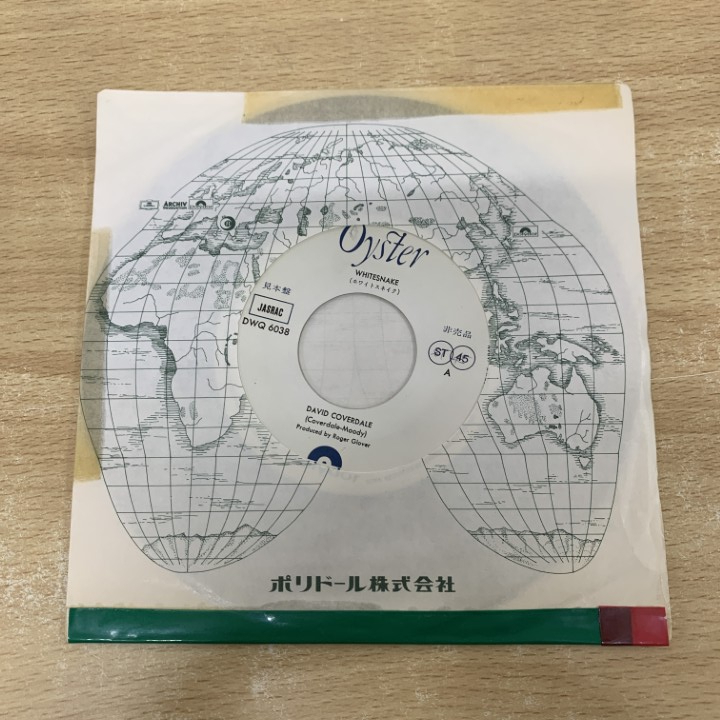 ARCHIV
Oyster
WHITESNAKE
(ホワイトスネイク)
見本盤
JASRAC
DWQ 6038
非売品
ST 45
A
DAVID COVERDALE
(Coverdale-Moody)
Produced by Roger Glover
ポリドール株式会社